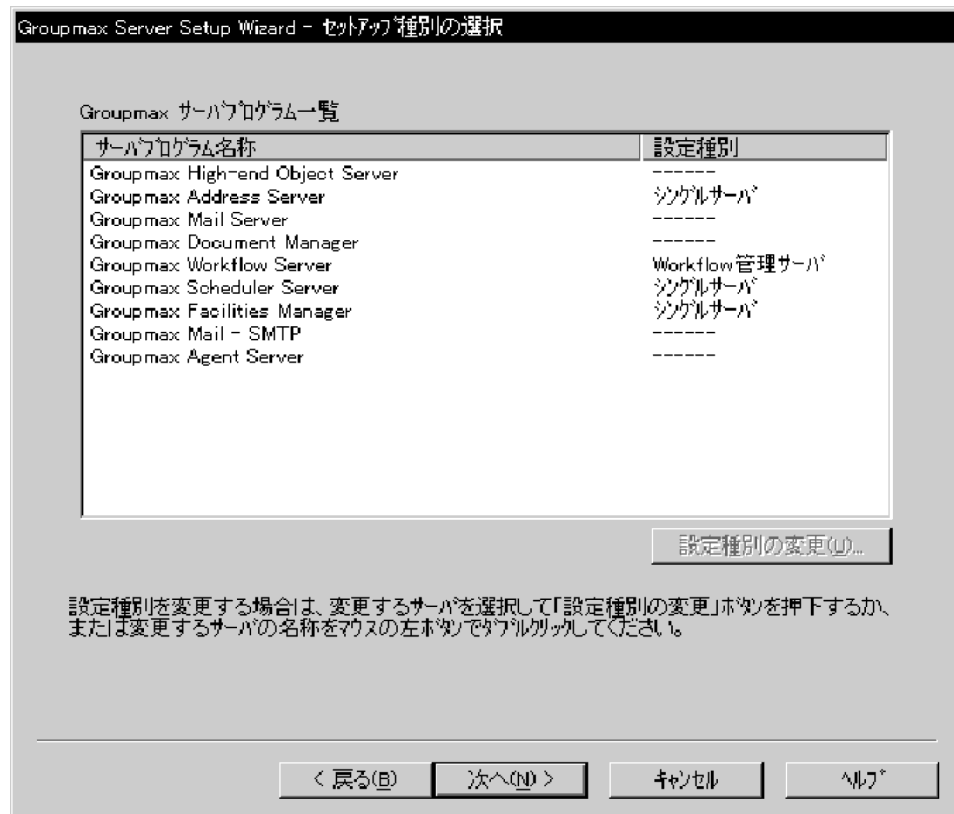 Groupmax Server Setup Wizard - ｾｯﾄｱｯﾌﾟ種別の選択
Groupmax ｻｰﾊﾞﾌﾟﾛｸﾞﾗﾑ一覧
ｻｰﾊﾞﾌﾟﾛｸﾞﾗﾑ名称 設定種別
Groupmax High-end Object Server ------
Groupmax Address Server ｼﾝｸﾞﾙｻｰﾊﾞ
Groupmax Mail Server ------
Groupmax Document Manager ------
Groupmax Workflow Server Workflow管理ｻｰﾊﾞ
Groupmax Scheduler Server ｼﾝｸﾞﾙｻｰﾊﾞ
Groupmax Facilities Manager ｼﾝｸﾞﾙｻｰﾊﾞ
Groupmax Mail - SMTP ------
Groupmax Agent Server ------
設定種別の変更(U)...
設定種別を変更する場合は、変更するｻｰﾊﾞを選択して「設定種別の変更」ﾎﾞﾀﾝを押下するか、
または変更するｻｰﾊﾞの名称をﾏｳｽの左ﾎﾞﾀﾝでﾀﾞﾌﾞﾙｸﾘｯｸしてください。
< 戻る(B) 次へ(N) > ｷｬﾝｾﾙ ﾍﾙﾌﾟ